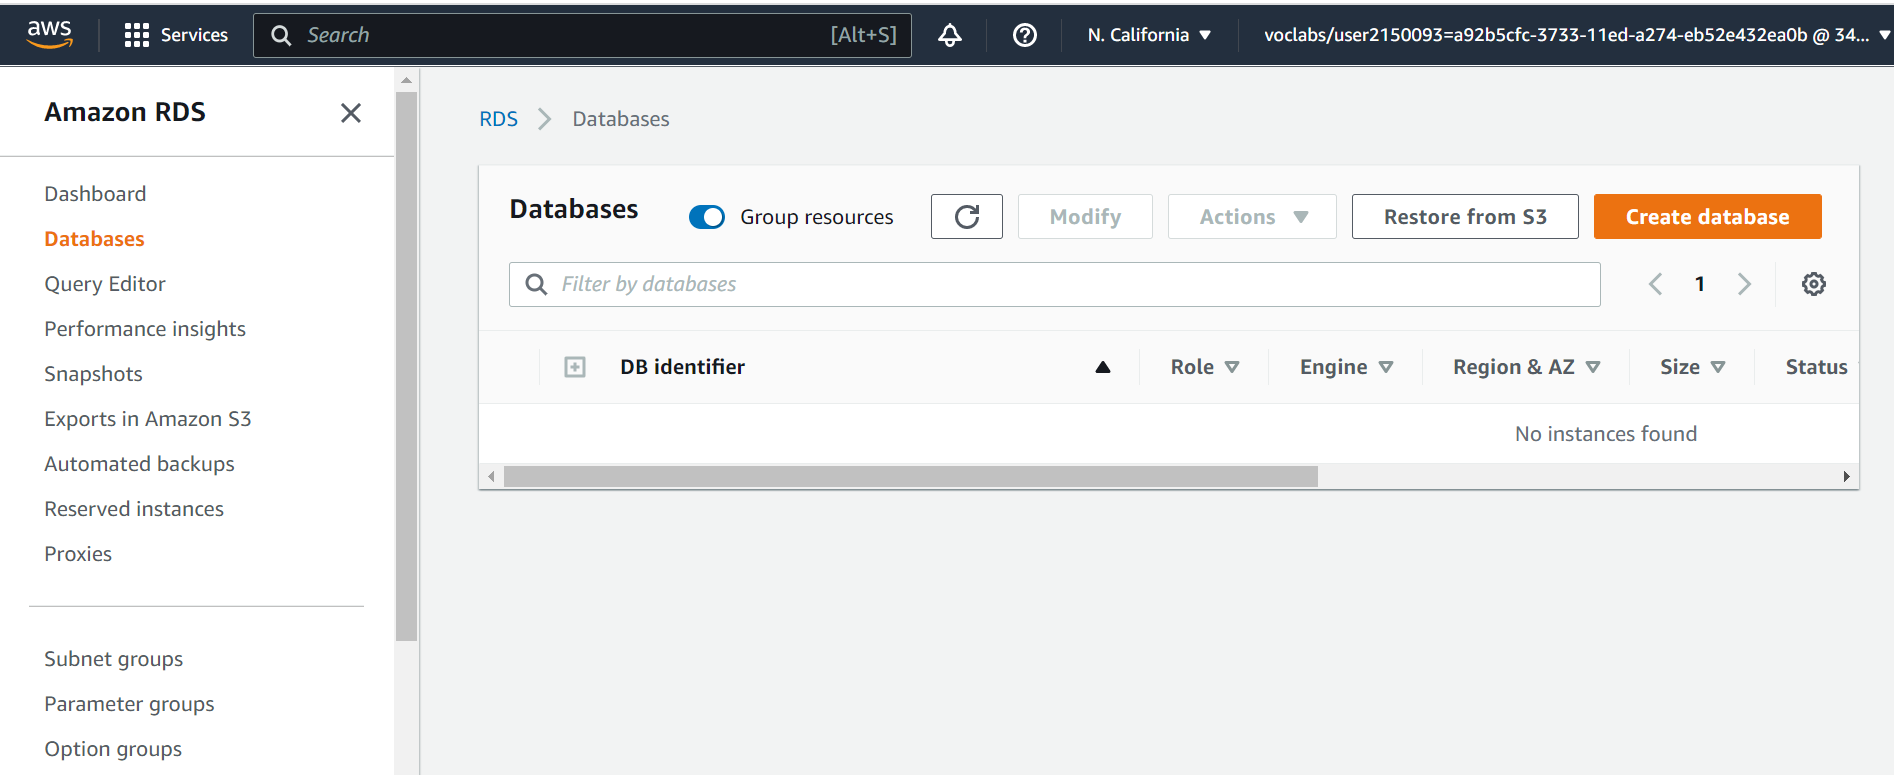 aws
Services
Search [Alt+S]
N. California
voclabs/user2150093=a92b5cfc-3733-11ed-a274-eb52e432ea0b @ 34...
Amazon RDS
Dashboard
Databases
Query Editor
Performance insights
Snapshots
Exports in Amazon S3
Automated backups
Reserved instances
Proxies
Subnet groups
Parameter groups
Option groups
RDS > Databases
Databases
Group resources
Modify
Actions
Restore from S3
Create database
Filter by databases
1
DB identifier Role Engine Region & AZ Size Status
No instances found